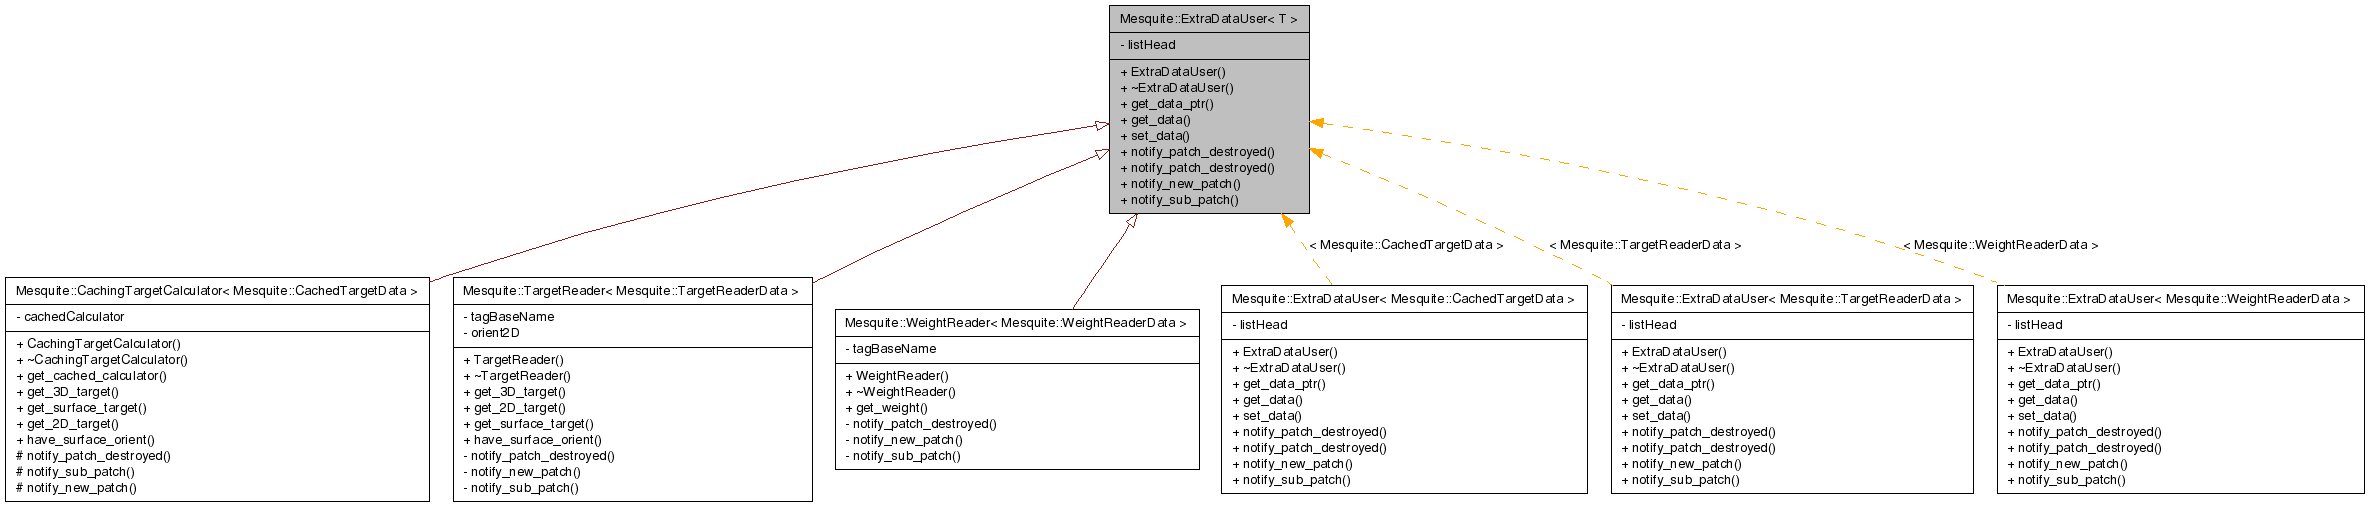 Mesquite::ExtraDataUser< T >
- listHead
+ ExtraDataUser()
+ ~ExtraDataUser()
+ get_data_ptr()
+ get_data()
+ set_data()
+ notify_patch_destroyed()
+ notify_patch_destroyed()
+ notify_new_patch()
+ notify_sub_patch()
< Mesquite::CachedTargetData >
< Mesquite::TargetReaderData >
< Mesquite::WeightReaderData >
Mesquite::CachingTargetCalculator< Mesquite::CachedTargetData >
- cachedCalculator
+ CachingTargetCalculator()
+ ~CachingTargetCalculator()
+ get_cached_calculator()
+ get_3D_target()
+ get_surface_target()
+ get_2D_target()
+ have_surface_orient()
# notify_patch_destroyed()
# notify_sub_patch()
# notify_new_patch()
Mesquite::TargetReader< Mesquite::TargetReaderData >
- tagBaseName
- orient2D
+ TargetReader()
+ ~TargetReader()
+ get_3D_target()
+ get_2D_target()
+ get_surface_target()
+ have_surface_orient()
- notify_patch_destroyed()
- notify_new_patch()
- notify_sub_patch()
Mesquite::WeightReader< Mesquite::WeightReaderData >
- tagBaseName
+ WeightReader()
+ ~WeightReader()
+ get_weight()
- notify_patch_destroyed()
- notify_new_patch()
- notify_sub_patch()
Mesquite::ExtraDataUser< Mesquite::CachedTargetData >
- listHead
+ ExtraDataUser()
+ ~ExtraDataUser()
+ get_data_ptr()
+ get_data()
+ set_data()
+ notify_patch_destroyed()
+ notify_patch_destroyed()
+ notify_new_patch()
+ notify_sub_patch()
Mesquite::ExtraDataUser< Mesquite::TargetReaderData >
- listHead
+ ExtraDataUser()
+ ~ExtraDataUser()
+ get_data_ptr()
+ get_data()
+ set_data()
+ notify_patch_destroyed()
+ notify_patch_destroyed()
+ notify_new_patch()
+ notify_sub_patch()
Mesquite::ExtraDataUser< Mesquite::WeightReaderData >
- listHead
+ ExtraDataUser()
+ ~ExtraDataUser()
+ get_data_ptr()
+ get_data()
+ set_data()
+ notify_patch_destroyed()
+ notify_patch_destroyed()
+ notify_new_patch()
+ notify_sub_patch()